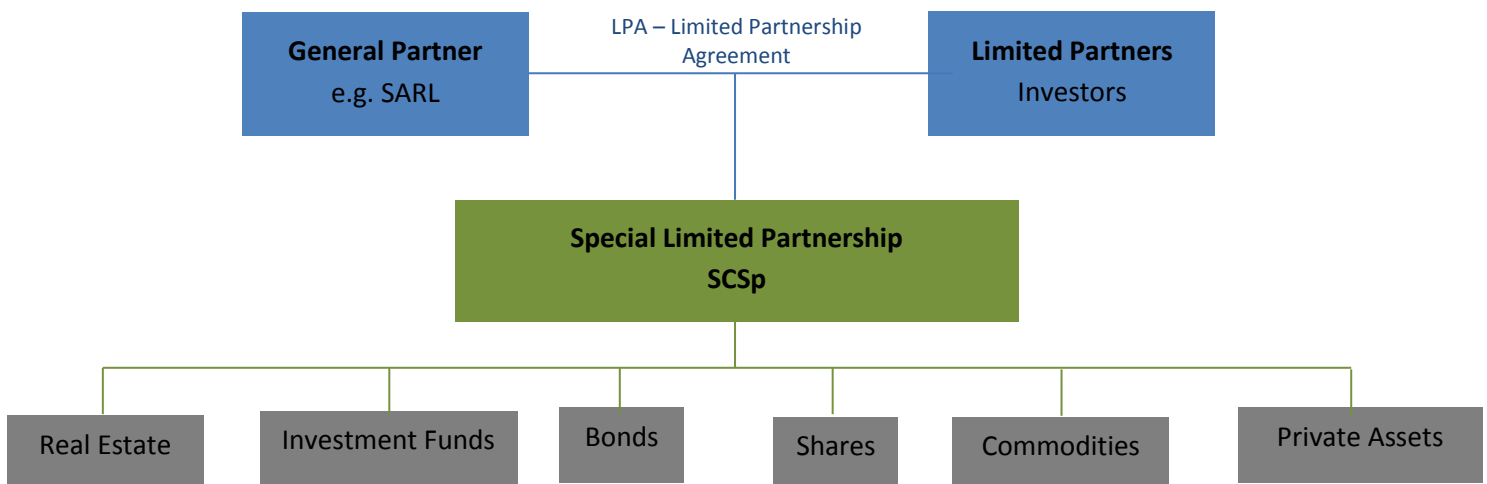 General Partner
e.g. SARL
LPA – Limited Partnership
Agreement
Limited Partners
Investors
Special Limited Partnership
SCSp
Real Estate
Investment Funds
Bonds
Shares
Commodities
Private Assets